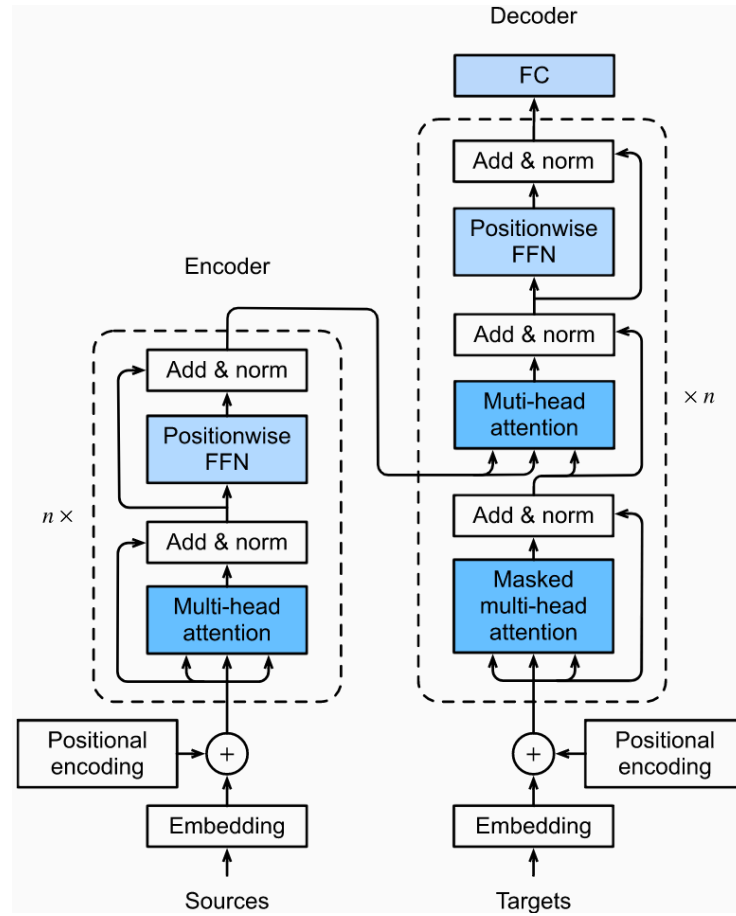 Decoder
FC
Add & norm
Positionwise
FFN
Add & norm
Muti-head
attention
× n
Add & norm
Masked
multi-head
attention
Positional
encoding
+
Embedding
Targets
Encoder
Add & norm
Positionwise
FFN
n ×
Add & norm
Multi-head
attention
Positional
encoding
+
Embedding
Sources